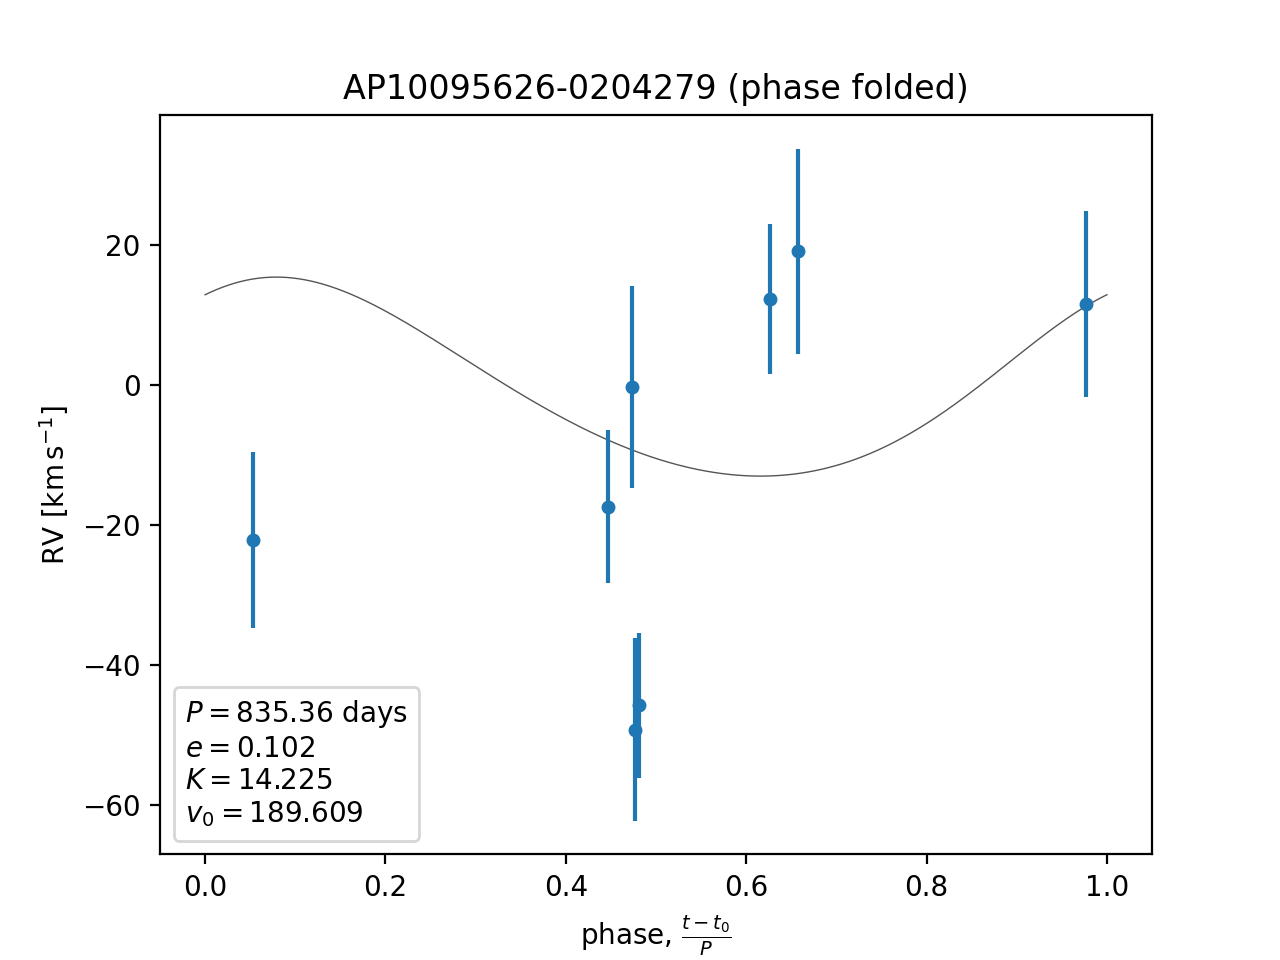 AP10095626-0204279 (phase folded)
20
0
−20
−40
−60
RV [km s⁻¹]
P = 835.36 days
e = 0.102
K = 14.225
v₀ = 189.609
0.0 0.2 0.4 0.6 0.8 1.0
phase, (t − t₀)/P